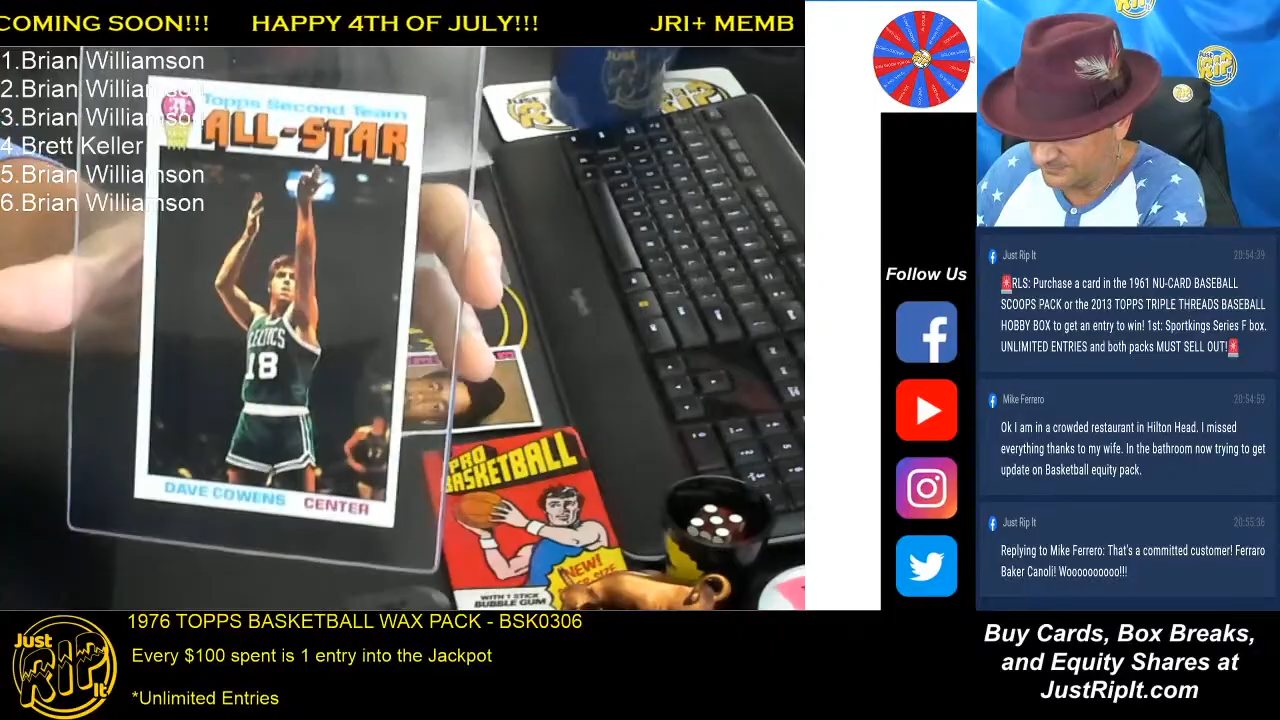 COMING SOON!!! HAPPY 4TH OF JULY!!! JRI+ MEMB
1.Brian Williamson
2.Brian Williamson
3.Brian Williamson
4.Brett Keller
5.Brian Williamson
6.Brian Williamson
Topps Second Team
ALL-STAR
CELTICS
18
DAVE COWENS CENTER
PRO
BASKETBALL
NEW!
WITH 1 STICK
BUBBLE GUM
Just
RIP
It
Follow Us
Just Rip It 20:54:39
RLS: Purchase a card in the 1961 NU-CARD BASEBALL
SCOOPS PACK or the 2013 TOPPS TRIPLE THREADS BASEBALL
HOBBY BOX to get an entry to win! 1st: Sportkings Series F box.
UNLIMITED ENTRIES and both packs MUST SELL OUT!
Mike Ferrero 20:54:59
Ok I am in a crowded restaurant in Hilton Head. I missed
everything thanks to my wife. In the bathroom now trying to get
update on Basketball equity pack.
Just Rip It 20:55:36
Replying to Mike Ferrero: That's a committed customer! Ferraro
Baker Canoli! Woooooooooo!!!
Just
RIP
It
1976 TOPPS BASKETBALL WAX PACK - BSK0306
Every $100 spent is 1 entry into the Jackpot
*Unlimited Entries
Buy Cards, Box Breaks,
and Equity Shares at
JustRipIt.com